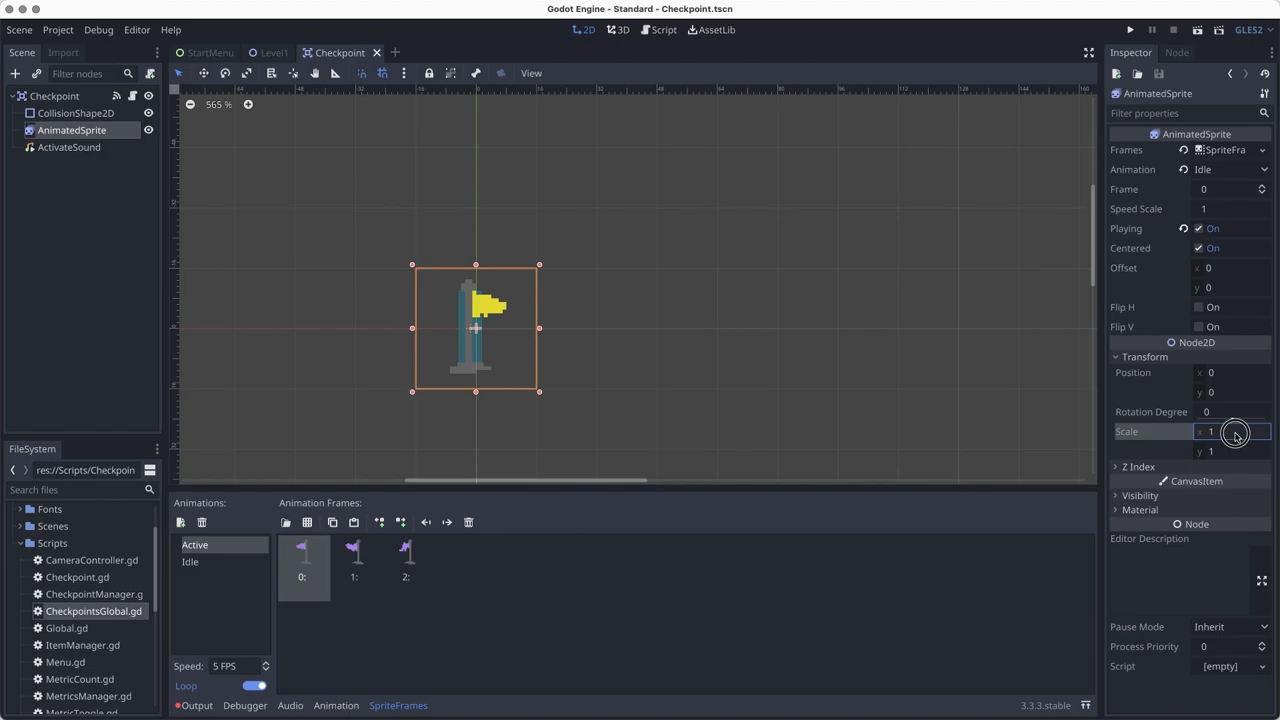 Godot Engine - Standard - Checkpoint.tscn
Scene Project Debug Editor Help
2D 3D Script AssetLib
GLES2
Scene Import
StartMenu Level1 Checkpoint
Inspector Node
Filter nodes
View
Checkpoint
CollisionShape2D
AnimatedSprite
ActivateSound
565 %
AnimatedSprite
Filter properties
AnimatedSprite
Frames SpriteFra
Animation Idle
Frame 0
Speed Scale 1
Playing On
Centered On
Offset x 0
y 0
Flip H On
Flip V On
Node2D
Transform
Position x 0
y 0
Rotation Degree 0
Scale x 1
y 1
Z Index
CanvasItem
Visibility
Material
Node
Editor Description
Pause Mode Inherit
Process Priority 0
Script [empty]
FileSystem
res://Scripts/Checkpoin
Search files
Fonts
Scenes
Scripts
CameraController.gd
Checkpoint.gd
CheckpointManager.g
CheckpointsGlobal.gd
Global.gd
ItemManager.gd
Menu.gd
MetricCount.gd
MetricsManager.gd
MetricToggle.gd
Animations:
Active
Idle
Speed: 5 FPS
Loop
Animation Frames:
0: 1: 2:
Output Debugger Audio Animation SpriteFrames
3.3.3.stable